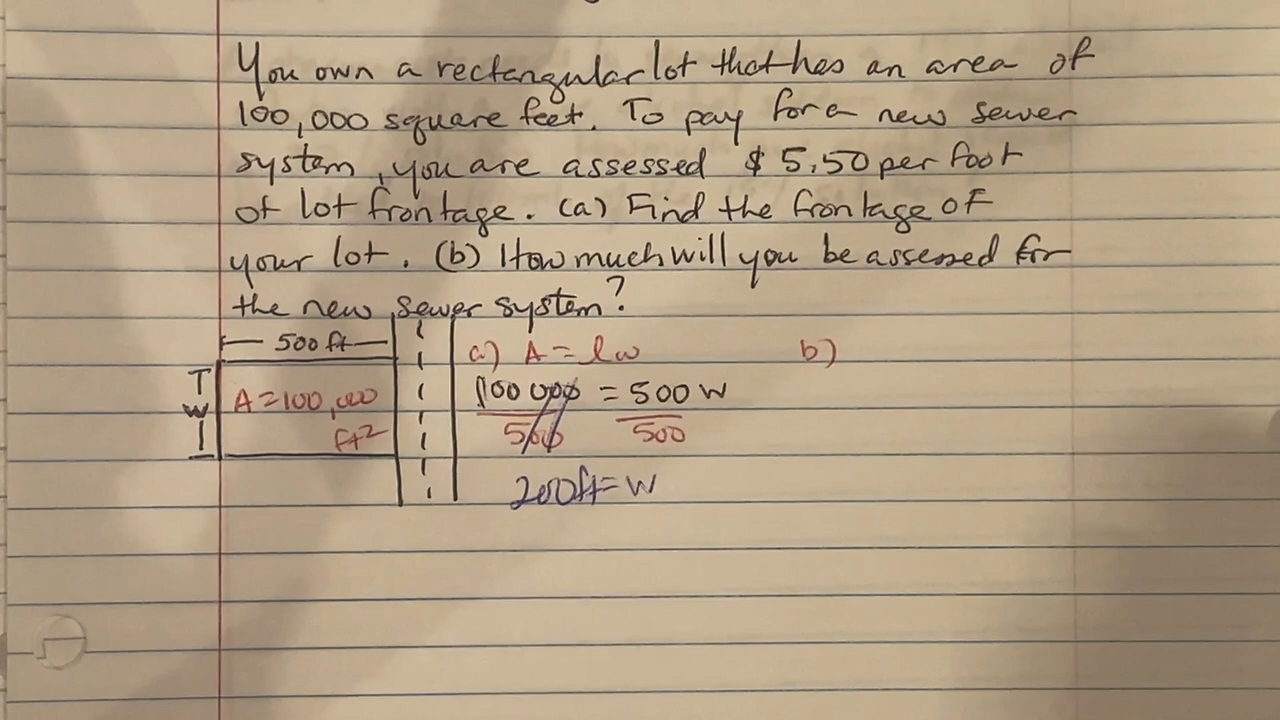 You own a rectangular lot that has an area of
100,000 square feet. To pay for a new sewer
system, you are assessed $5.50 per foot
of lot frontage. (a) Find the frontage of
your lot. (b) How much will you be assessed for
the new sewer system?
500 ft
a) A = lw
b)
W
A=100,000
ft²
100 000 = 500 W
500 500
200ft = W